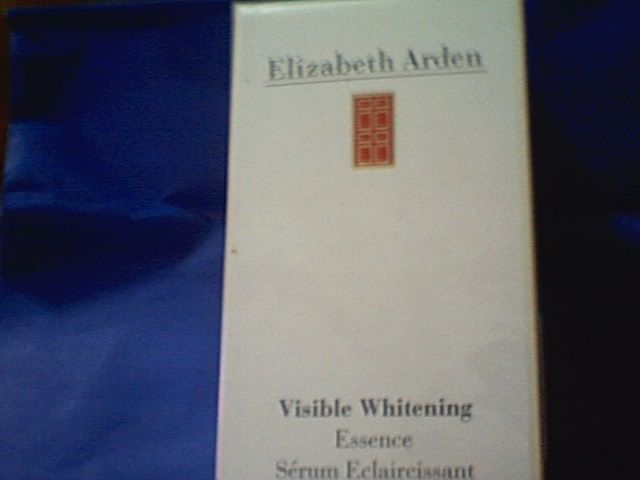 Elizabeth Arden
Visible Whitening
Essence
Sérum Eclaircissant